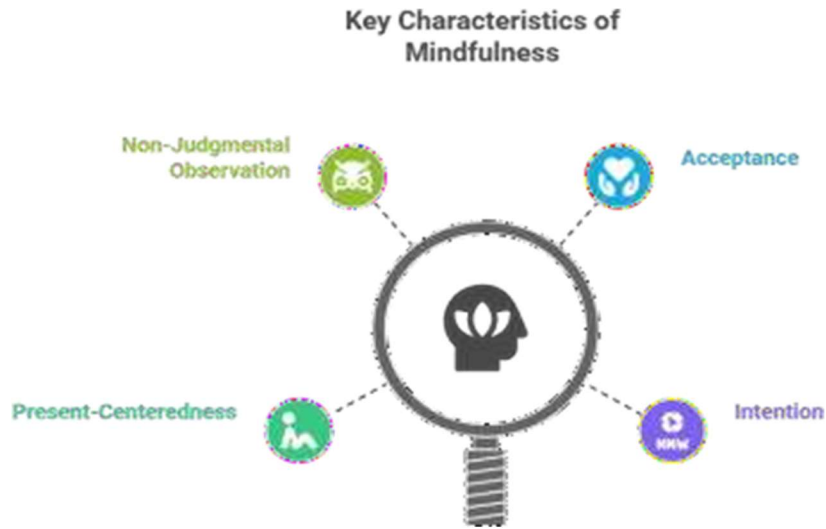 Key Characteristics of
Mindfulness
Non-Judgmental
Observation
Acceptance
Present-Centeredness
Intention